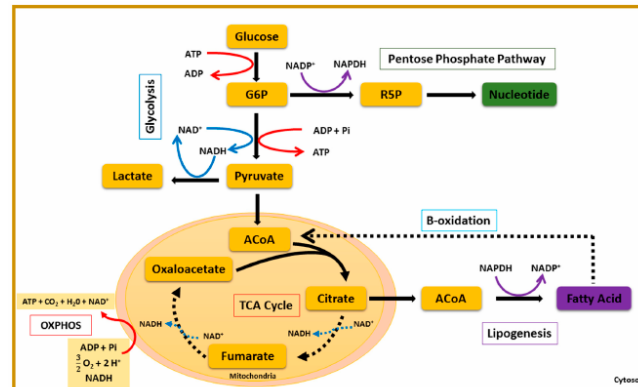 Glucose
ATP
ADP
NADP⁺
NAPDH
Pentose Phosphate Pathway
G6P
R5P
Nucleotide
Glycolysis
NAD⁺
NADH
ADP + Pi
ATP
Lactate
Pyruvate
B-oxidation
ACoA
Oxaloacetate
NAPDH
NADP⁺
ATP + CO₂ + H₂0 + NAD⁺
TCA Cycle
Citrate
ACoA
Fatty Acid
OXPHOS
NADH
NAD⁺
NADH
NAD⁺
Lipogenesis
ADP + Pi
3/2 O₂ + 2 H⁺
NADH
Fumarate
Mitochondria